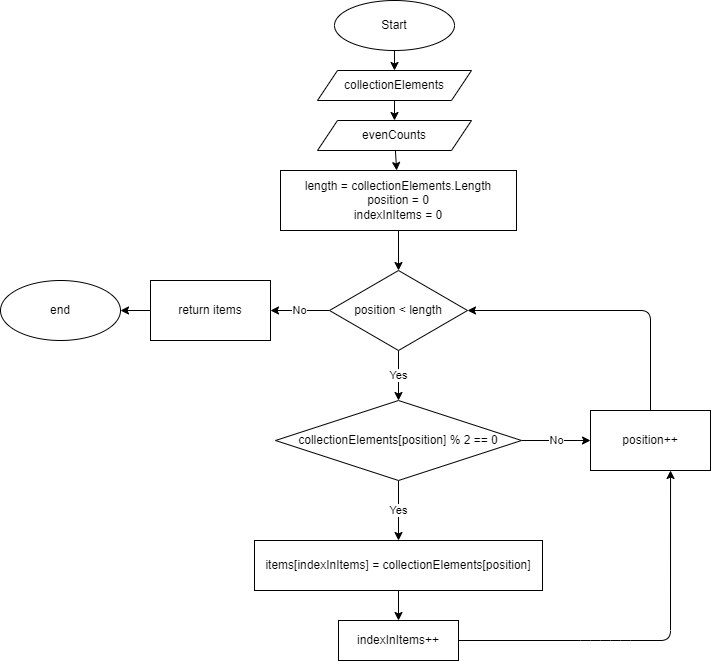 Start
collectionElements
evenCounts
length = collectionElements.Length
position = 0
indexInItems = 0
end
return items
No
position < length
Yes
collectionElements[position] % 2 == 0
No
position++
Yes
items[indexInItems] = collectionElements[position]
indexInItems++